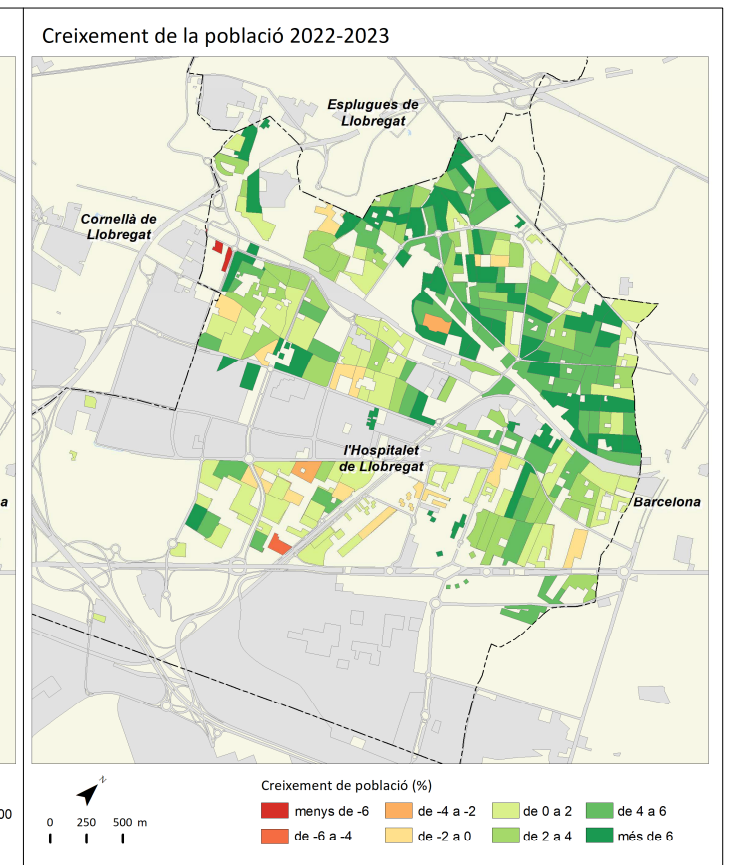 Creixement de la població 2022-2023
Esplugues de
Llobregat
Cornellà de
Llobregat
l'Hospitalet
de Llobregat
a
Barcelona
N
00
0 250 500 m
Creixement de població (%)
menys de -6
de -4 a -2
de 0 a 2
de 4 a 6
de -6 a -4
de -2 a 0
de 2 a 4
més de 6